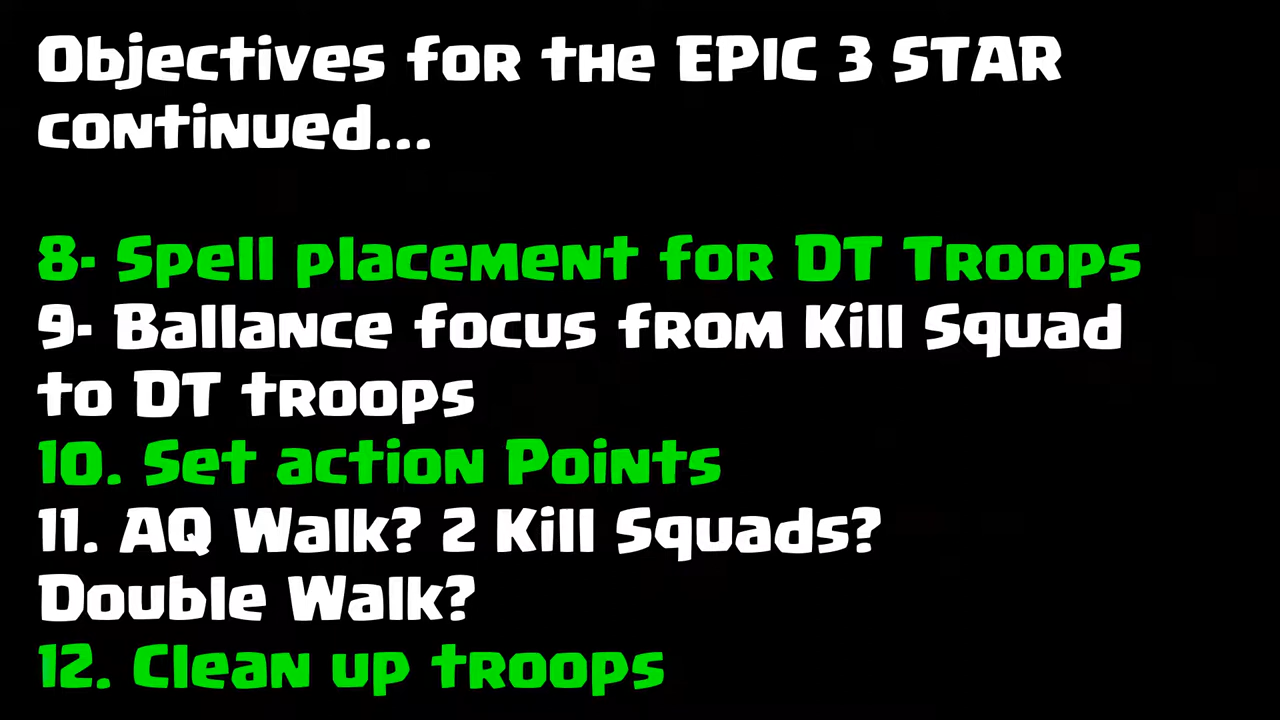 Objectives for the EPIC 3 STAR
continued...
8- Spell placement for DT Troops
9- Ballance focus from Kill Squad
to DT troops
10. Set action Points
11. AQ Walk? 2 Kill Squads?
Double Walk?
12. Clean up troops